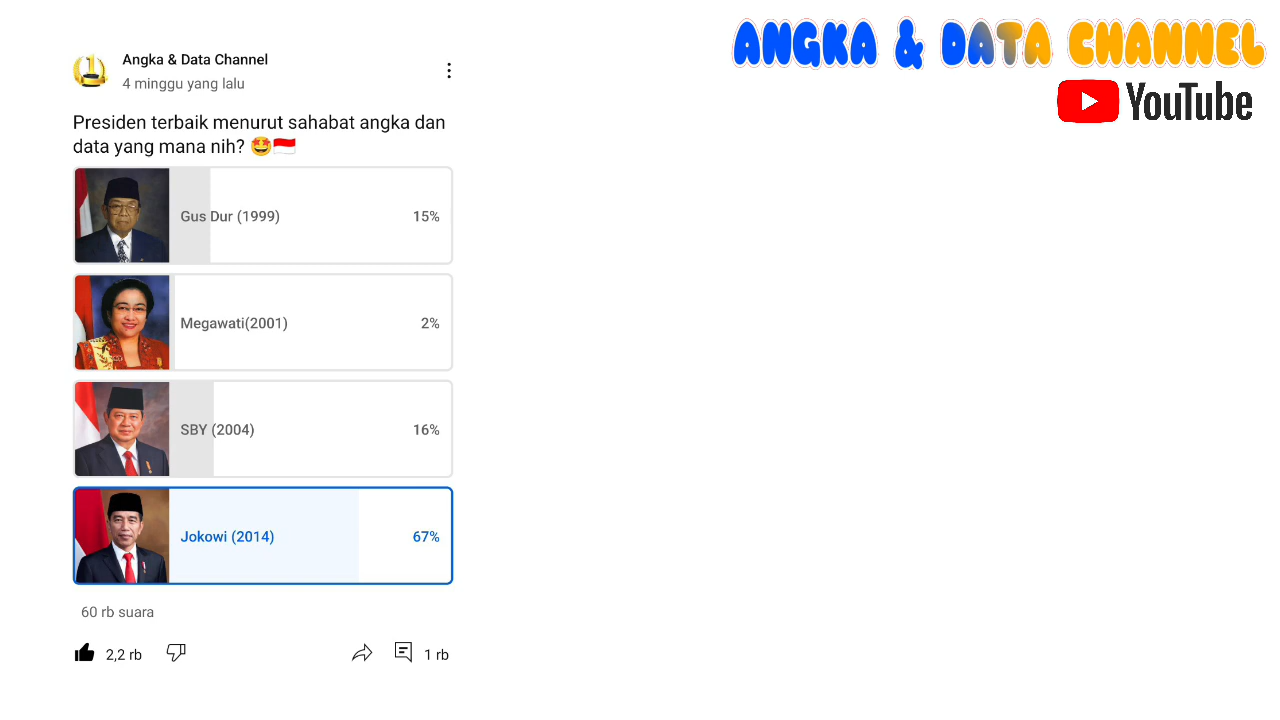 ANGKA & DATA CHANNEL
YouTube
Angka & Data Channel
4 minggu yang lalu
Presiden terbaik menurut sahabat angka dan
data yang mana nih? 🤩🇮🇩
Gus Dur (1999) 15%
Megawati(2001) 2%
SBY (2004) 16%
Jokowi (2014) 67%
60 rb suara
2,2 rb 1 rb